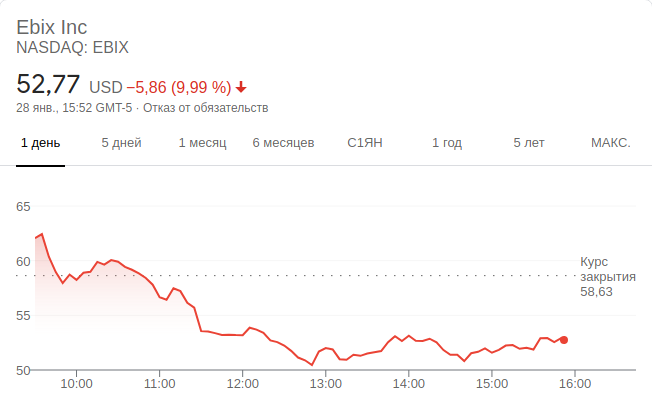 Ebix Inc
NASDAQ: EBIX
52,77 USD −5,86 (9,99 %)
28 янв., 15:52 GMT-5 · Отказ от обязательств
1 день 5 дней 1 месяц 6 месяцев С1ЯН 1 год 5 лет МАКС.
65
60
55
50
Курс
закрытия
58,63
10:00 11:00 12:00 13:00 14:00 15:00 16:00